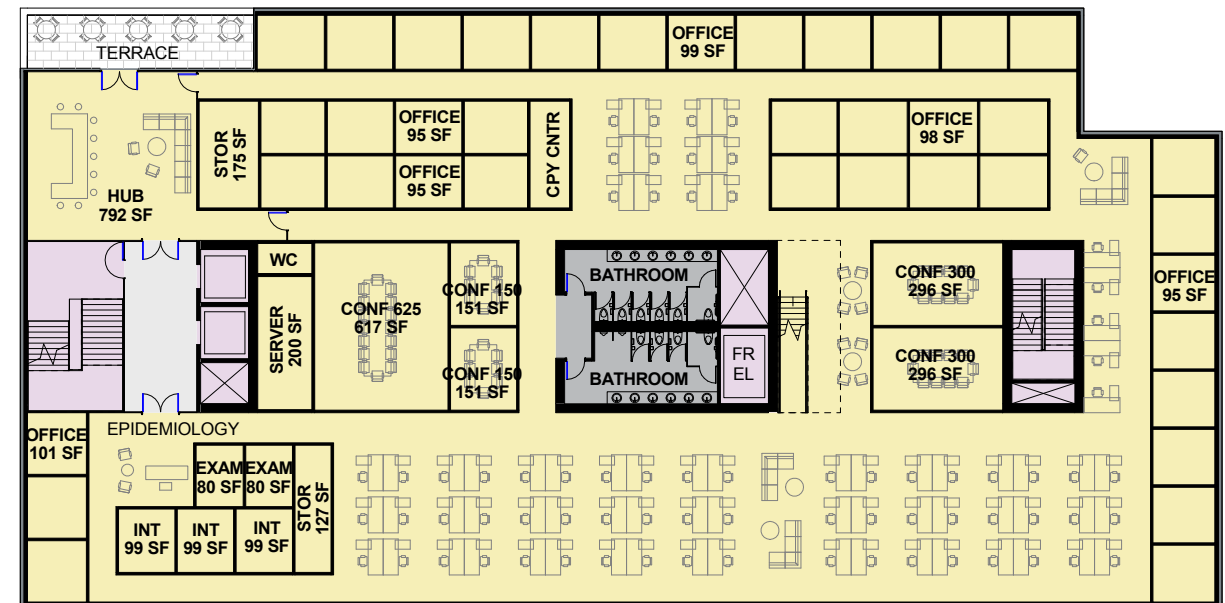 TERRACE
OFFICE
99 SF
STOR
175 SF
OFFICE
95 SF
OFFICE
95 SF
CPY CNTR
OFFICE
98 SF
HUB
792 SF
WC
SERVER
200 SF
CONF 625
617 SF
CONF 150
151 SF
CONF 150
151 SF
BATHROOM
BATHROOM
FR
EL
CONF 300
296 SF
CONF 300
296 SF
OFFICE
95 SF
OFFICE
101 SF
EPIDEMIOLOGY
EXAM
80 SF
EXAM
80 SF
STOR
127 SF
INT
99 SF
INT
99 SF
INT
99 SF